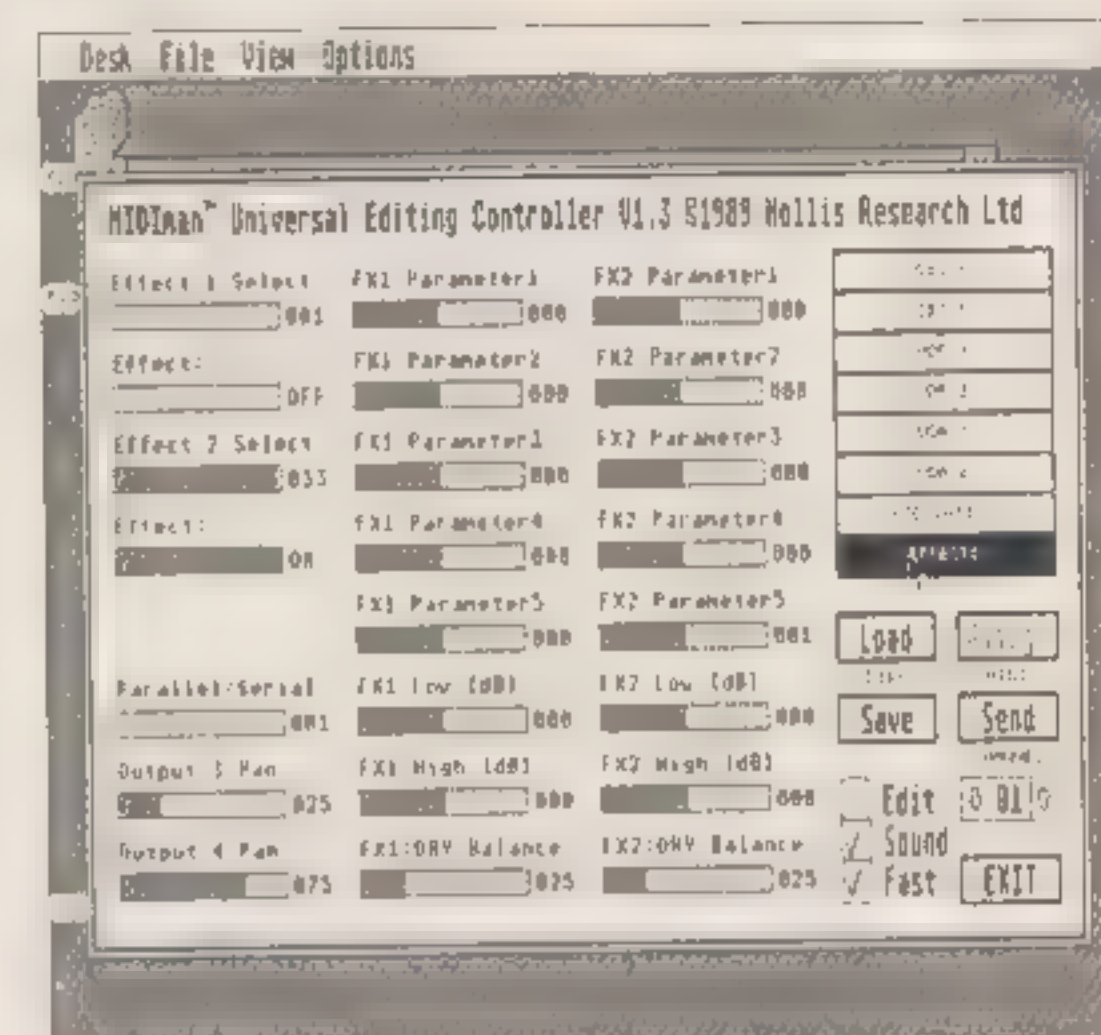 Desk File View Options
MIDIman™ Universal Editing Controller V1.3 ©1989 Hollis Research Ltd
Effect 1 Select
001
Effect:
OFF
Effect 2 Select
033
Effect:
ON
Parallel/Serial
001
Output 3 Pan
025
Output 4 Pan
075
FX1 Parameter1
000
FX1 Parameter2
000
FX1 Parameter3
000
FX1 Parameter4
000
FX1 Parameter5
000
FX1 Low (dB)
000
FX1 High (dB)
000
FX1:DRY Balance
025
FX2 Parameter1
000
FX2 Parameter2
000
FX2 Parameter3
000
FX2 Parameter4
000
FX2 Parameter5
001
FX2 Low (dB)
000
FX2 High (dB)
000
FX2:DRY Balance
025
Effects
Load
Save
Send
Edit
01
Sound
Fast
EXIT